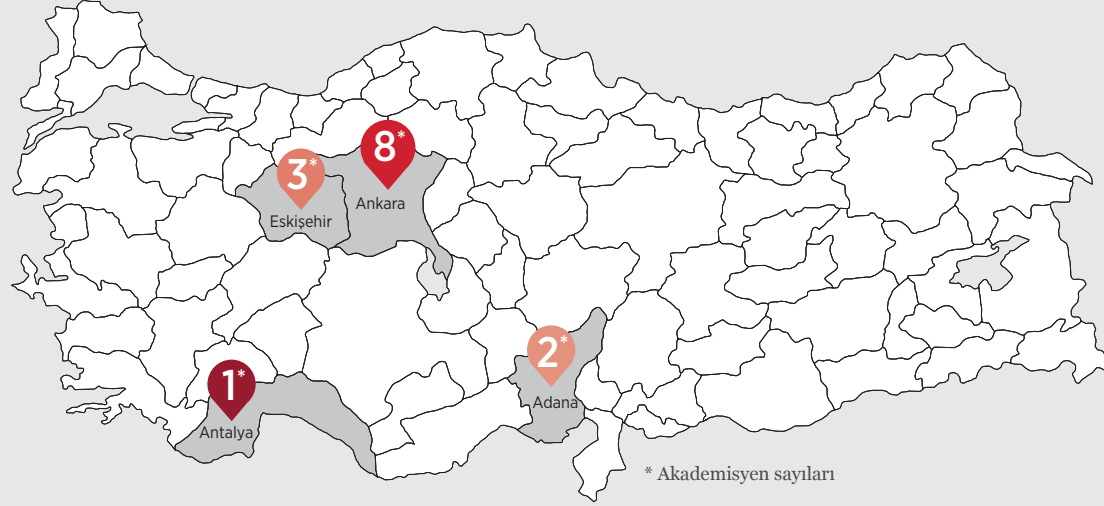 8*
3*
Ankara
Eskişehir
2*
1*
Adana
Antalya
* Akademisyen sayıları